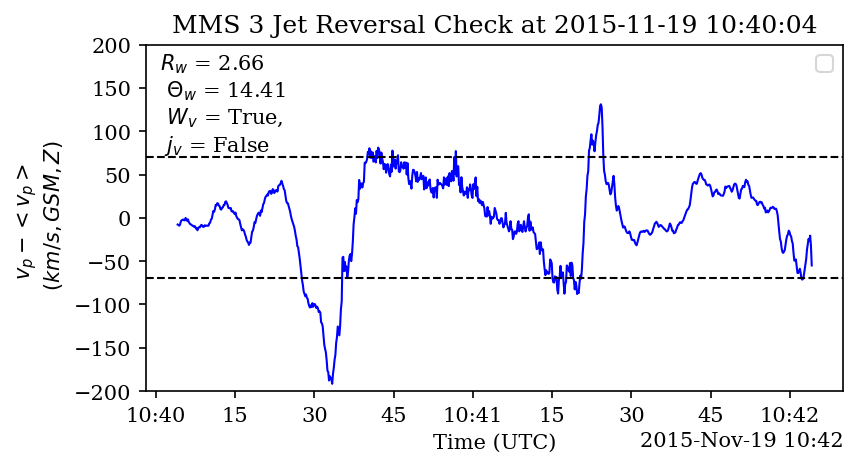 MMS 3 Jet Reversal Check at 2015-11-19 10:40:04
R_w = 2.66
Θ_w = 14.41
W_v = True,
j_v = False
200
150
100
50
0
−50
−100
−150
−200
v_p − < v_p >
(km/s, GSM, Z)
10:40 15 30 45 10:41 15 30 45 10:42
Time (UTC)
2015-Nov-19 10:42